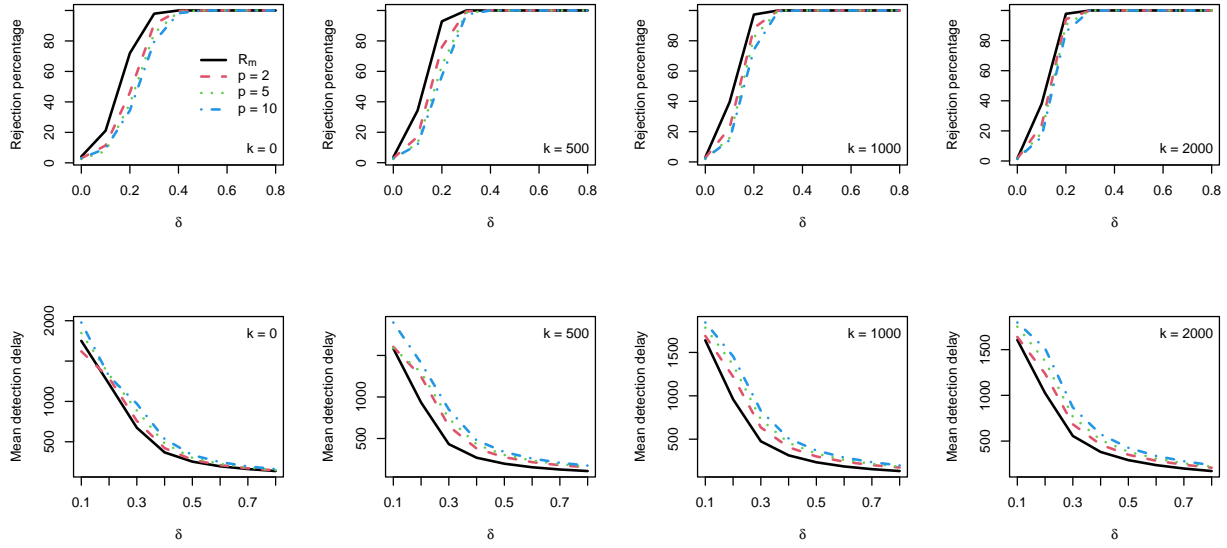 Rejection percentage
0 20 40 60 80
0.0 0.2 0.4 0.6 0.8
δ
Rm
p = 2
p = 5
p = 10
k = 0
Rejection percentage
0 20 40 60 80
0.0 0.2 0.4 0.6 0.8
δ
k = 500
Rejection percentage
0 20 40 60 80
0.0 0.2 0.4 0.6 0.8
δ
k = 1000
Rejection percentage
0 20 40 60 80
0.0 0.2 0.4 0.6 0.8
δ
k = 2000
Mean detection delay
500 1000 2000
0.1 0.3 0.5 0.7
δ
k = 0
Mean detection delay
500 1000
0.1 0.3 0.5 0.7
δ
k = 500
Mean detection delay
500 1000 1500
0.1 0.3 0.5 0.7
δ
k = 1000
Mean detection delay
500 1000 1500
0.1 0.3 0.5 0.7
δ
k = 2000